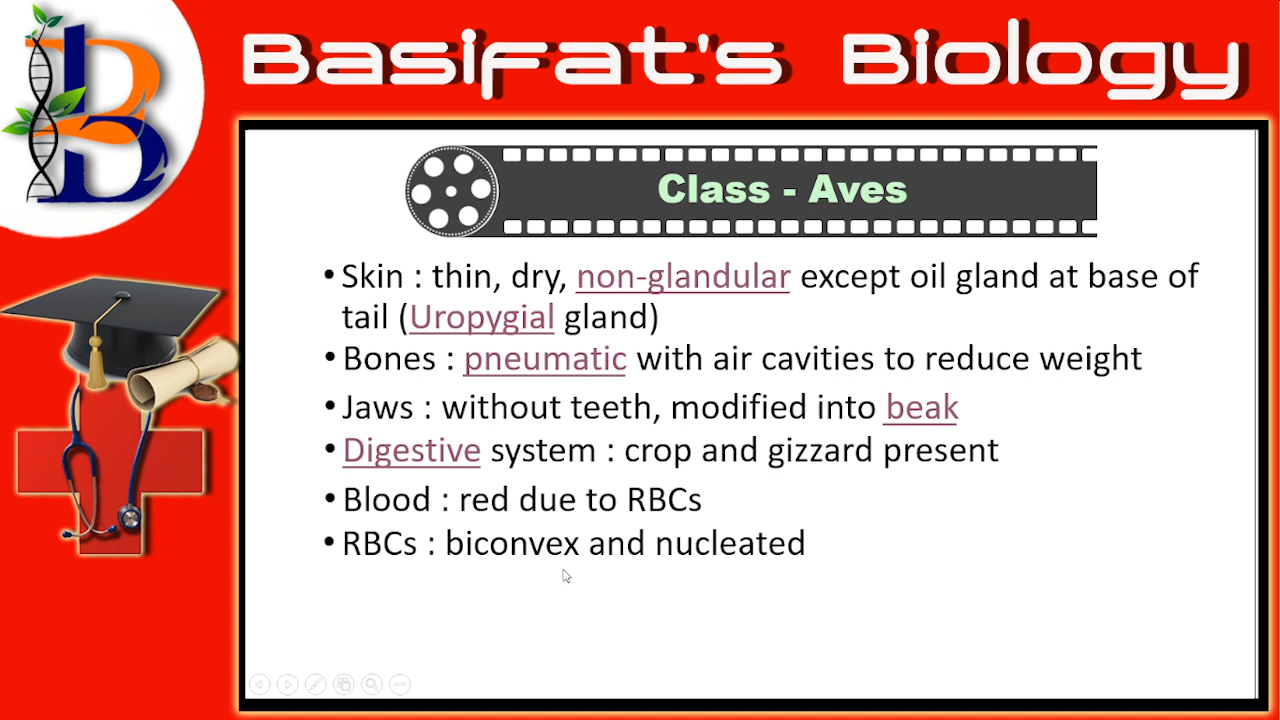 Basifat's Biology
Class - Aves
• Skin : thin, dry, non-glandular except oil gland at base of
tail (Uropygial gland)
• Bones : pneumatic with air cavities to reduce weight
• Jaws : without teeth, modified into beak
• Digestive system : crop and gizzard present
• Blood : red due to RBCs
• RBCs : biconvex and nucleated